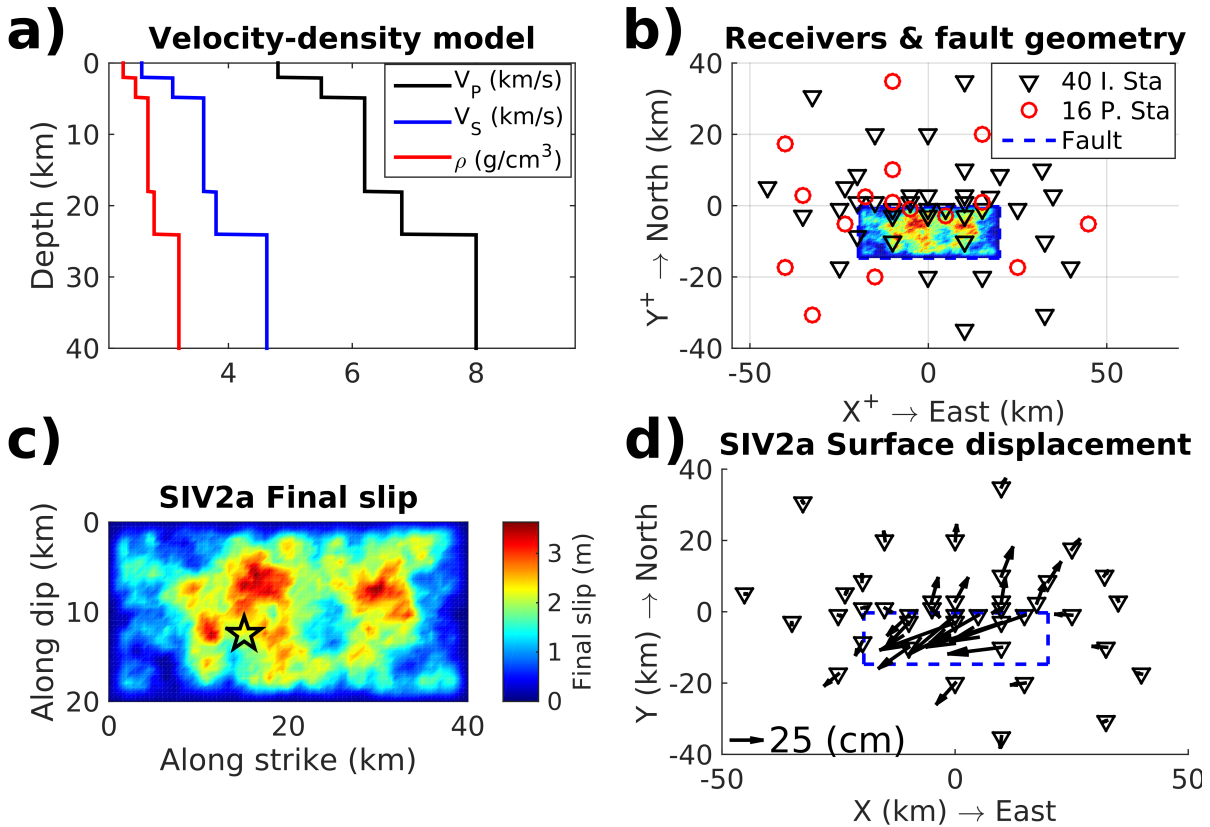 a)
Velocity-density model
0
10
20
30
40
Depth (km)
4
6
8
V_P (km/s)
V_S (km/s)
ρ (g/cm³)
b)
Receivers & fault geometry
40
20
0
-20
-40
Y⁺ → North (km)
-50
0
50
X⁺ → East (km)
40 I. Sta
16 P. Sta
Fault
c)
SIV2a Final slip
0
10
20
Along dip (km)
0
20
40
Along strike (km)
3
2
1
0
Final slip (m)
d)
SIV2a Surface displacement
40
20
0
-20
-40
Y (km) → North
25 (cm)
-50
0
50
X (km) → East